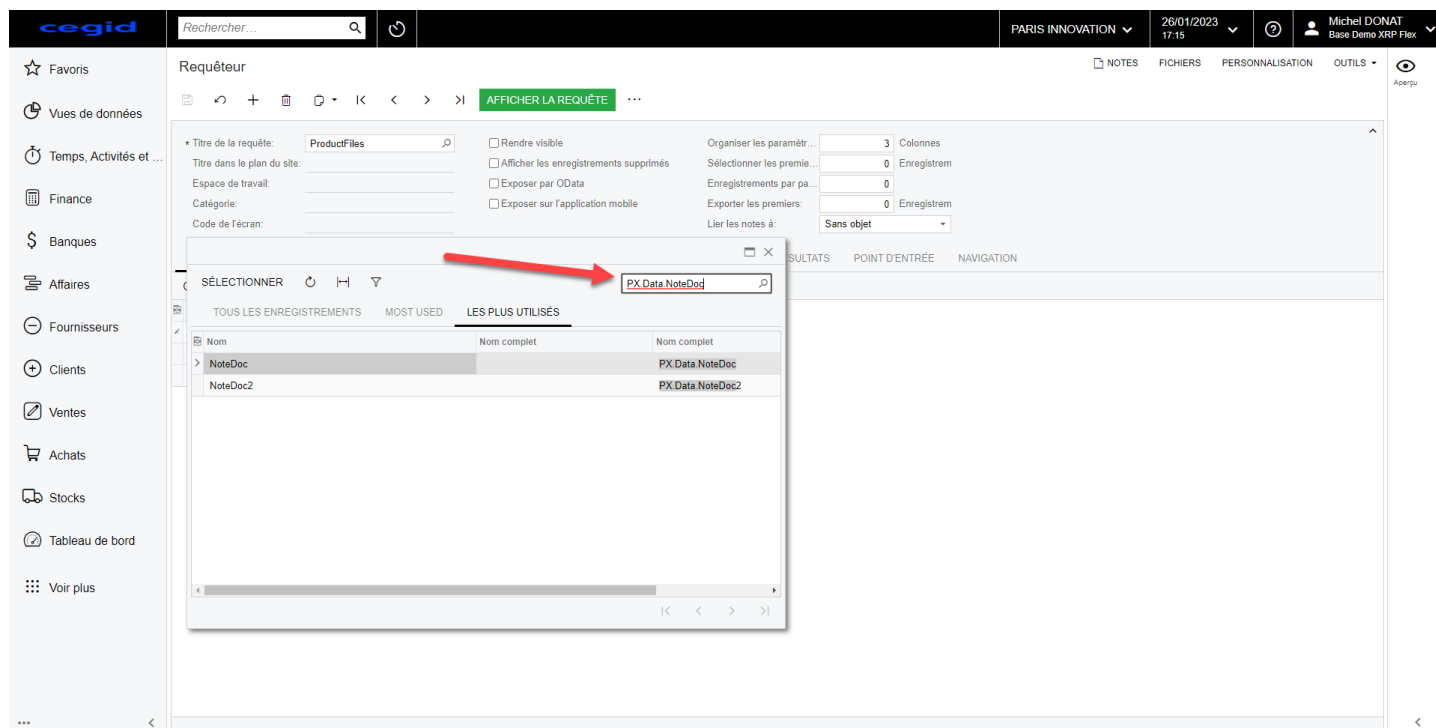 cegid
Rechercher...
PARIS INNOVATION
26/01/2023
17:15
Michel DONAT
Base Demo XRP Flex
Favoris
Vues de données
Temps, Activités et ...
Finance
Banques
Affaires
Fournisseurs
Clients
Ventes
Achats
Stocks
Tableau de bord
Voir plus
Requêteur
NOTES FICHIERS PERSONNALISATION OUTILS
Aperçu
AFFICHER LA REQUÊTE
* Titre de la requête: ProductFiles
Titre dans le plan du site:
Espace de travail:
Catégorie:
Code de l'écran:
Rendre visible
Afficher les enregistrements supprimés
Exposer par OData
Exposer sur l'application mobile
Organiser les paramétr... 3 Colonnes
Sélectionner les premie... 0 Enregistrem
Enregistrements par pa... 0
Exporter les premiers: 0 Enregistrem
Lier les notes à: Sans objet
SULTATS POINT D'ENTRÉE NAVIGATION
SÉLECTIONNER
PX.Data.NoteDoc
TOUS LES ENREGISTREMENTS MOST USED LES PLUS UTILISÉS
Nom Nom complet Nom complet
NoteDoc PX.Data.NoteDoc
NoteDoc2 PX.Data.NoteDoc2